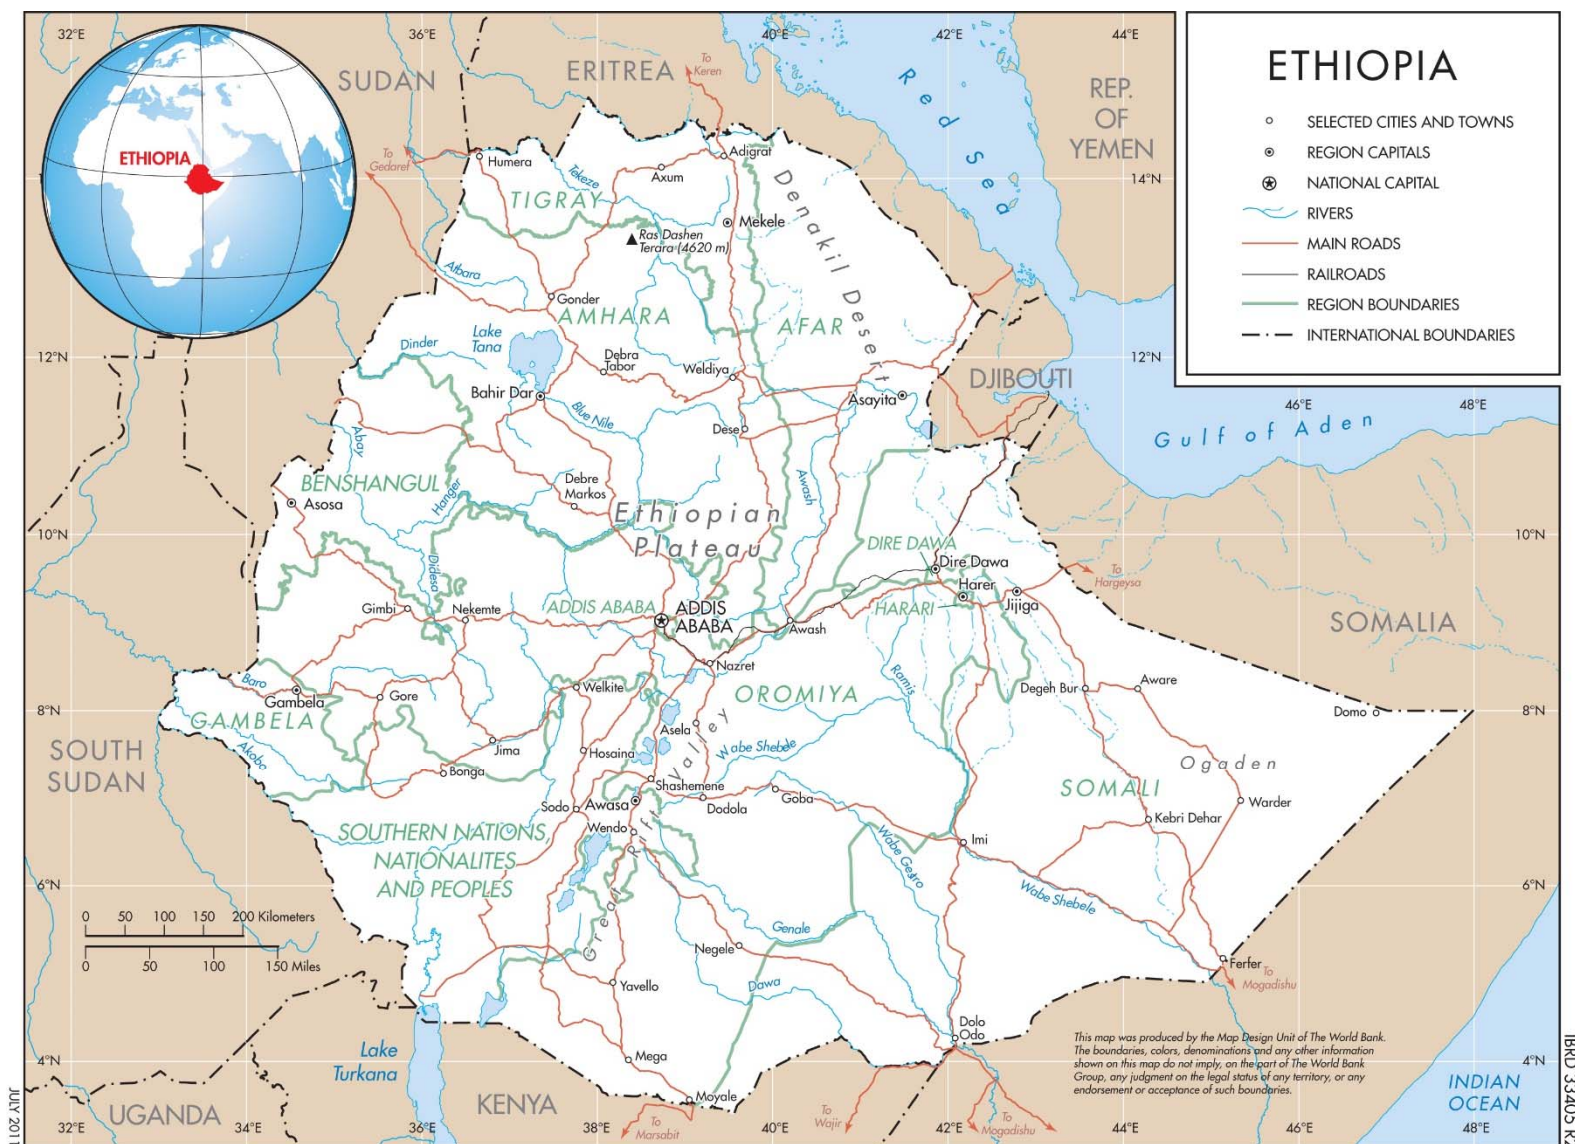 32°E
36°E
40°E
42°E
44°E
ETHIOPIA
SELECTED CITIES AND TOWNS
REGION CAPITALS
NATIONAL CAPITAL
RIVERS
MAIN ROADS
RAILROADS
REGION BOUNDARIES
INTERNATIONAL BOUNDARIES
ETHIOPIA
SUDAN
ERITREA
To
Keren
Red Sea
REP.
OF
YEMEN
To
Gedaref
Humera
Adigrat
Axum
Tekeze
14°N
TIGRAY
Mekele
Denakil Desert
Ras Dashen
Terara (4620 m)
Atbara
Gonder
AMHARA
AFAR
Lake
Tana
Dinder
12°N
12°N
Debra
Tabor
Weldiya
DJIBOUTI
Bahir Dar
Asayita
46°E
48°E
Blue Nile
Dese
Gulf of Aden
Abay
BENSHANGUL
Hanger
Debre
Markos
Awash
Asosa
Ethiopian
Plateau
10°N
10°N
DIRE DAWA
Dire Dawa
To
Hargeysa
Didesa
Harer
Jijiga
HARARI
Gimbi
Nekemte
ADDIS ABABA
ADDIS
ABABA
Awash
SOMALIA
Nazret
Baro
Gambela
Gore
Welkite
OROMIYA
Ramis
Degeh Bur
Aware
8°N
GAMBELA
Domo
8°N
Asela
SOUTH
SUDAN
Akobo
Jima
Hosaina
Wabe Shebele
Bonga
Great Rift Valley
Shashemene
Ogaden
SOMALI
Sodo
Awasa
Dodola
Goba
Warder
Wendo
Kebri Dehar
SOUTHERN NATIONS,
NATIONALITES
AND PEOPLES
Imi
Wabe Gestro
6°N
6°N
Wabe Shebele
0 50 100 150 200 Kilometers
0 50 100 150 Miles
Genale
Negele
Ferfer
To
Mogadishu
Yavello
Dawa
Dolo
Odo
Lake
Turkana
4°N
Mega
4°N
This map was produced by the Map Design Unit of The World Bank.
The boundaries, colors, denominations and any other information
shown on this map do not imply, on the part of The World Bank
Group, any judgment on the legal status of any territory, or any
endorsement or acceptance of such boundaries.
INDIAN
OCEAN
UGANDA
KENYA
Moyale
To
Marsabit
To
Wajir
To
Mogadishu
32°E
34°E
36°E
38°E
40°E
42°E
44°E
46°E
48°E
JULY 2011
IBRD 33405 R2